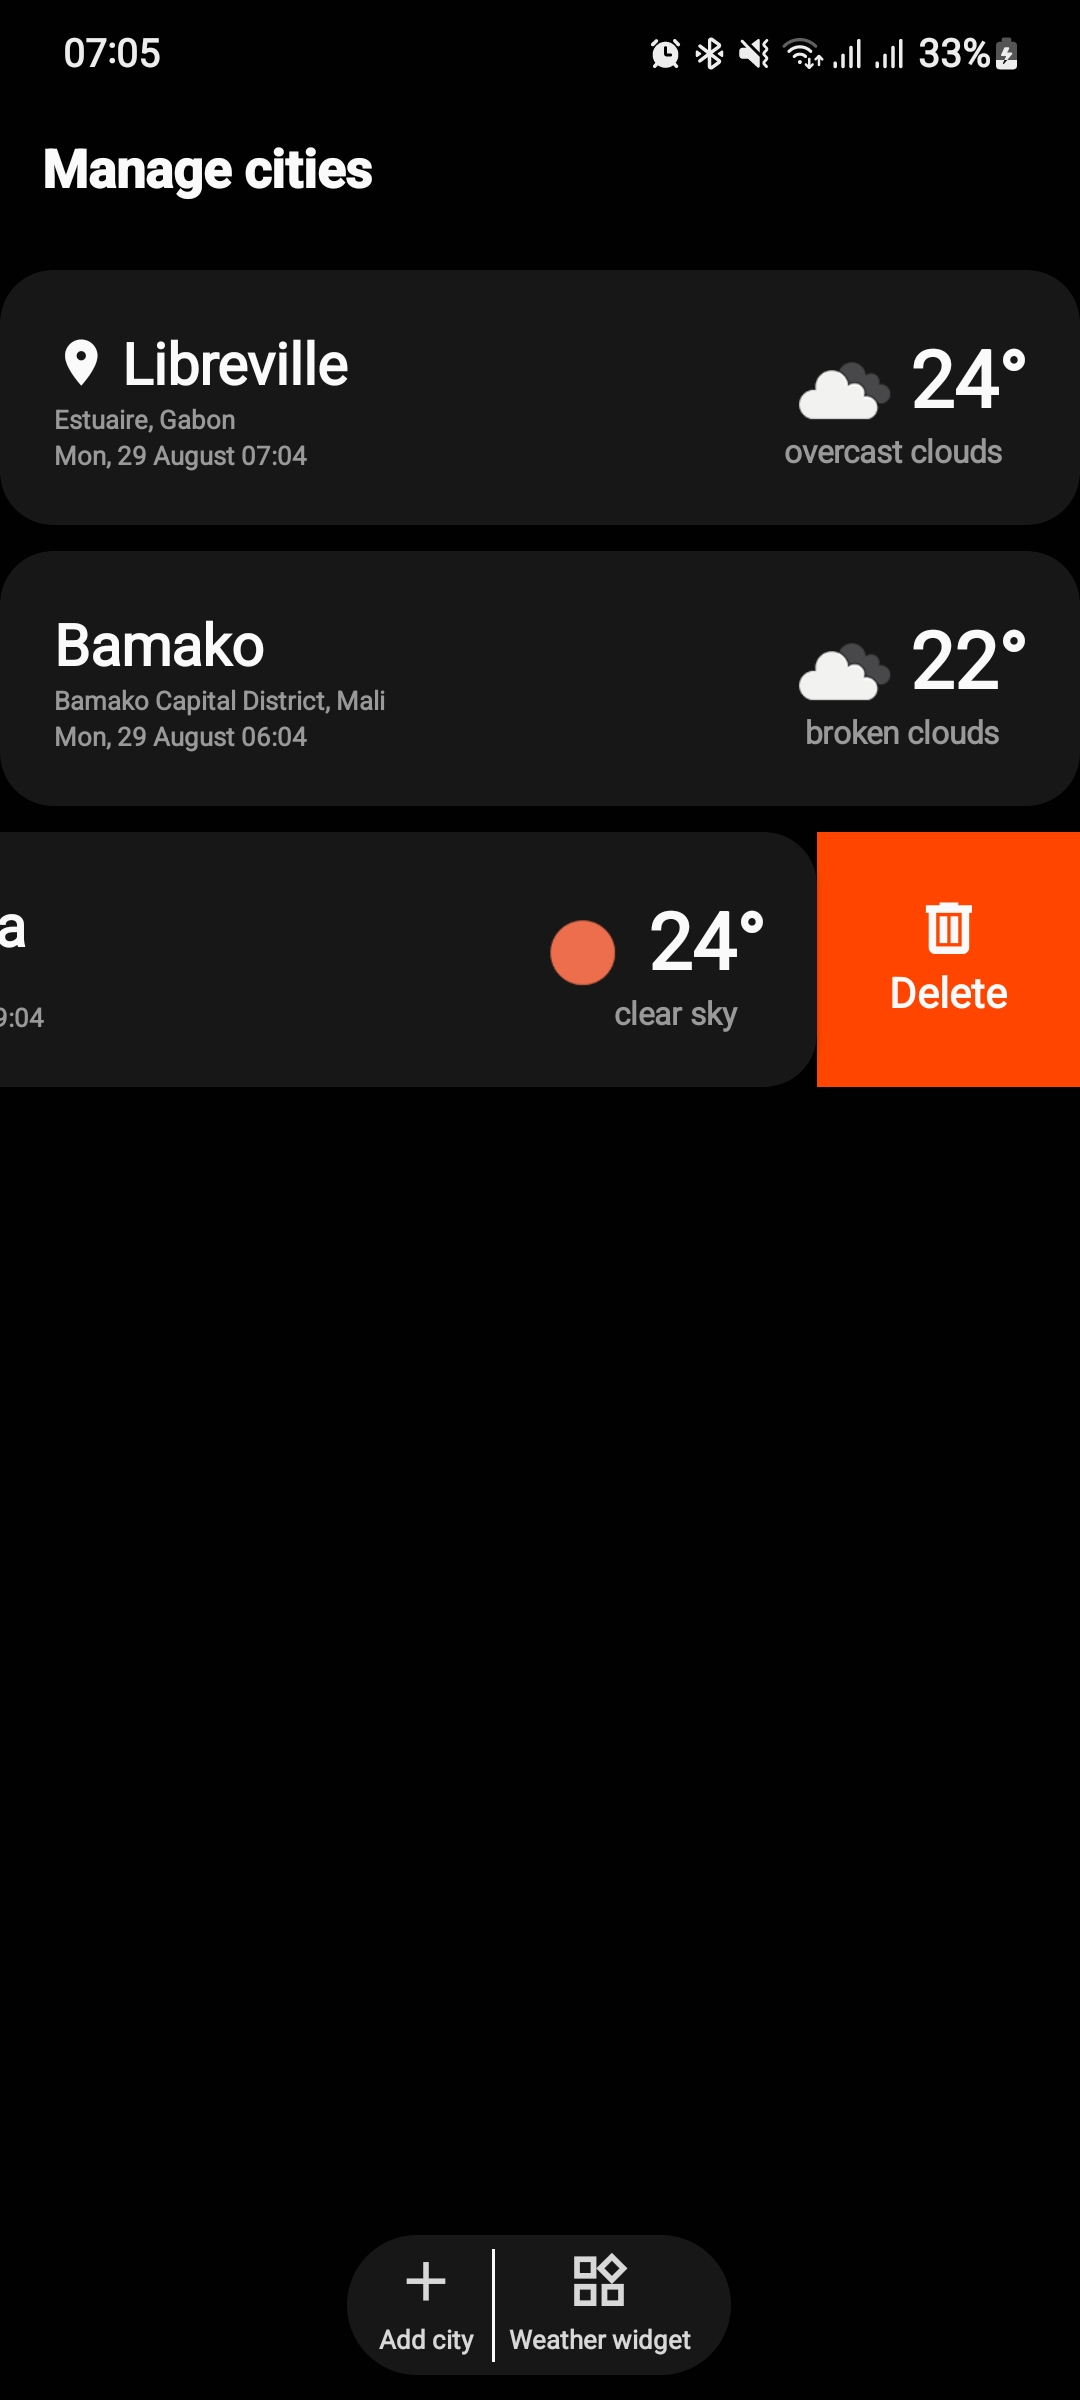 07:05 33%
Manage cities
Libreville
Estuaire, Gabon
Mon, 29 August 07:04
24°
overcast clouds
Bamako
Bamako Capital District, Mali
Mon, 29 August 06:04
22°
broken clouds
a
9:04
24°
clear sky
Delete
Add city
Weather widget